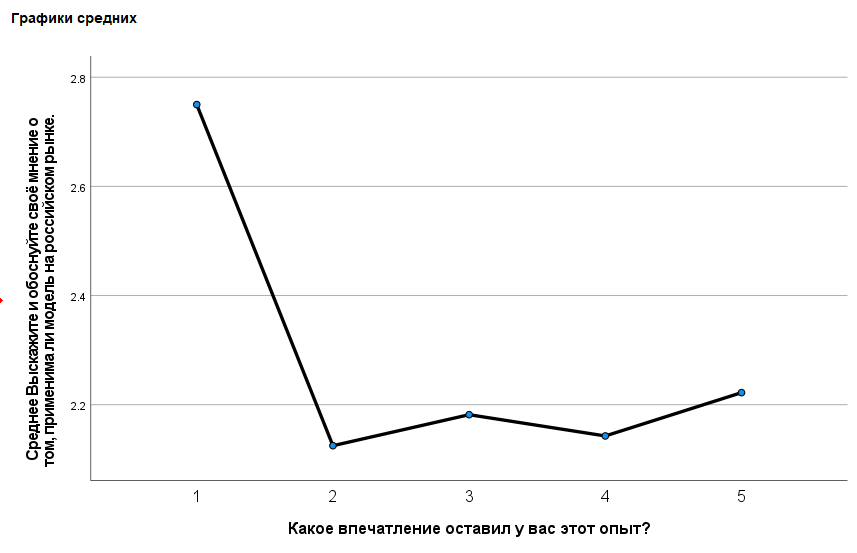 Графики средних
Среднее Выскажите и обоснуйте своё мнение о
том, применима ли модель на российском рынке.
2.8
2.6
2.4
2.2
1 2 3 4 5
Какое впечатление оставил у вас этот опыт?